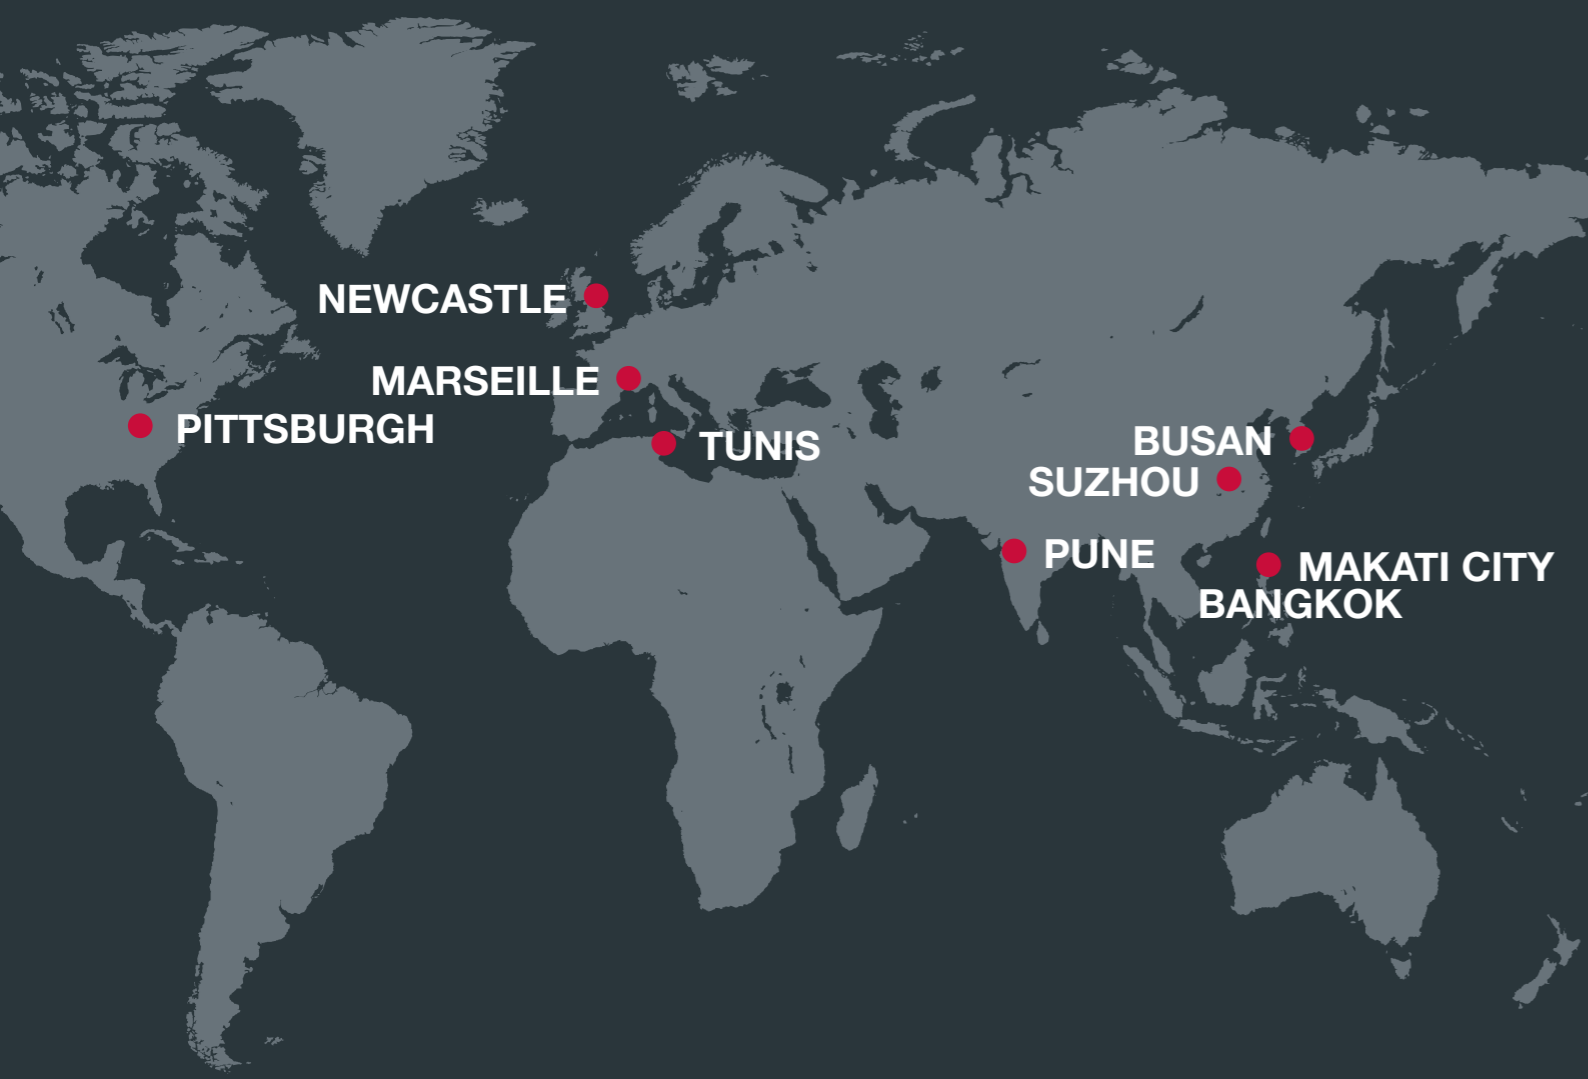 NEWCASTLE
MARSEILLE
PITTSBURGH
TUNIS
BUSAN
SUZHOU
PUNE
MAKATI CITY
BANGKOK